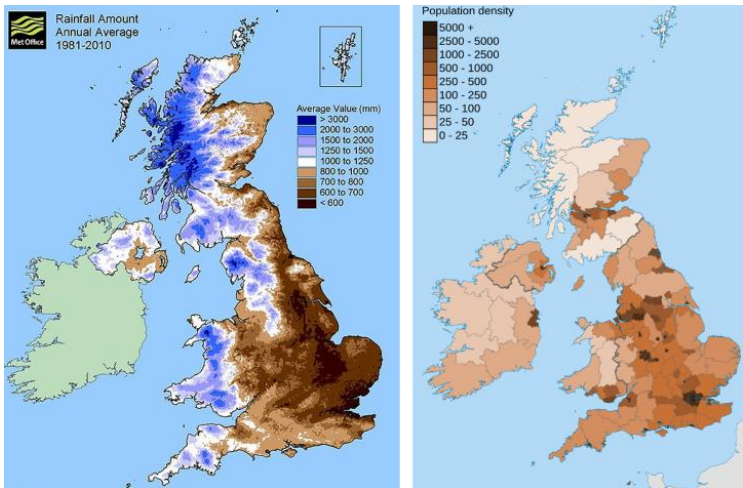 Met Office
Rainfall Amount
Annual Average
1981-2010
Average Value (mm)
> 3000
2000 to 3000
1500 to 2000
1250 to 1500
1000 to 1250
800 to 1000
700 to 800
600 to 700
< 600
Population density
5000 +
2500 - 5000
1000 - 2500
500 - 1000
250 - 500
100 - 250
50 - 100
25 - 50
0 - 25